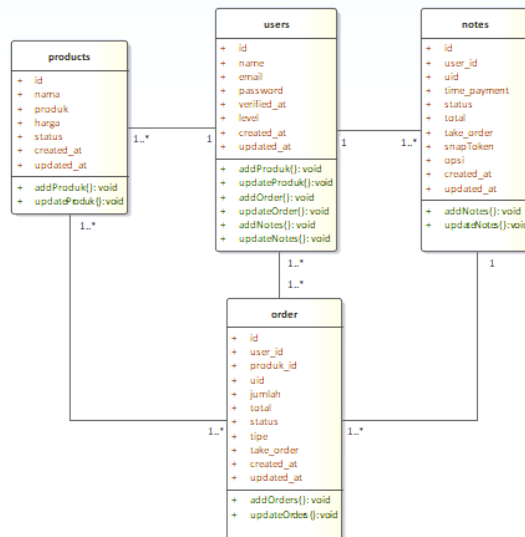 products
+ id
+ nama
+ produk
+ harga
+ status
+ created_at
+ updated_at
+ addProduk(): void
+ updateProduk(): void
users
+ id
+ name
+ email
+ password
+ verified_at
+ level
+ created_at
+ updated_at
+ addProduk(): void
+ updateProduk(): void
+ addOrder(): void
+ updateOrder(): void
+ addNotes(): void
+ updateNotes(): void
notes
+ id
+ user_id
+ uid
+ time_payment
+ status
+ total
+ take_order
+ snapToken
+ opsi
+ created_at
+ updated_at
+ addNotes(): void
+ updateNotes(): void
1..*
1
1
1..*
1..*
1..*
1..*
1
order
+ id
+ user_id
+ produk_id
+ uid
+ jumlah
+ total
+ status
+ tipe
+ take_order
+ created_at
+ updated_at
+ addOrders(): void
+ updateOrders(): void
1..*
1..*